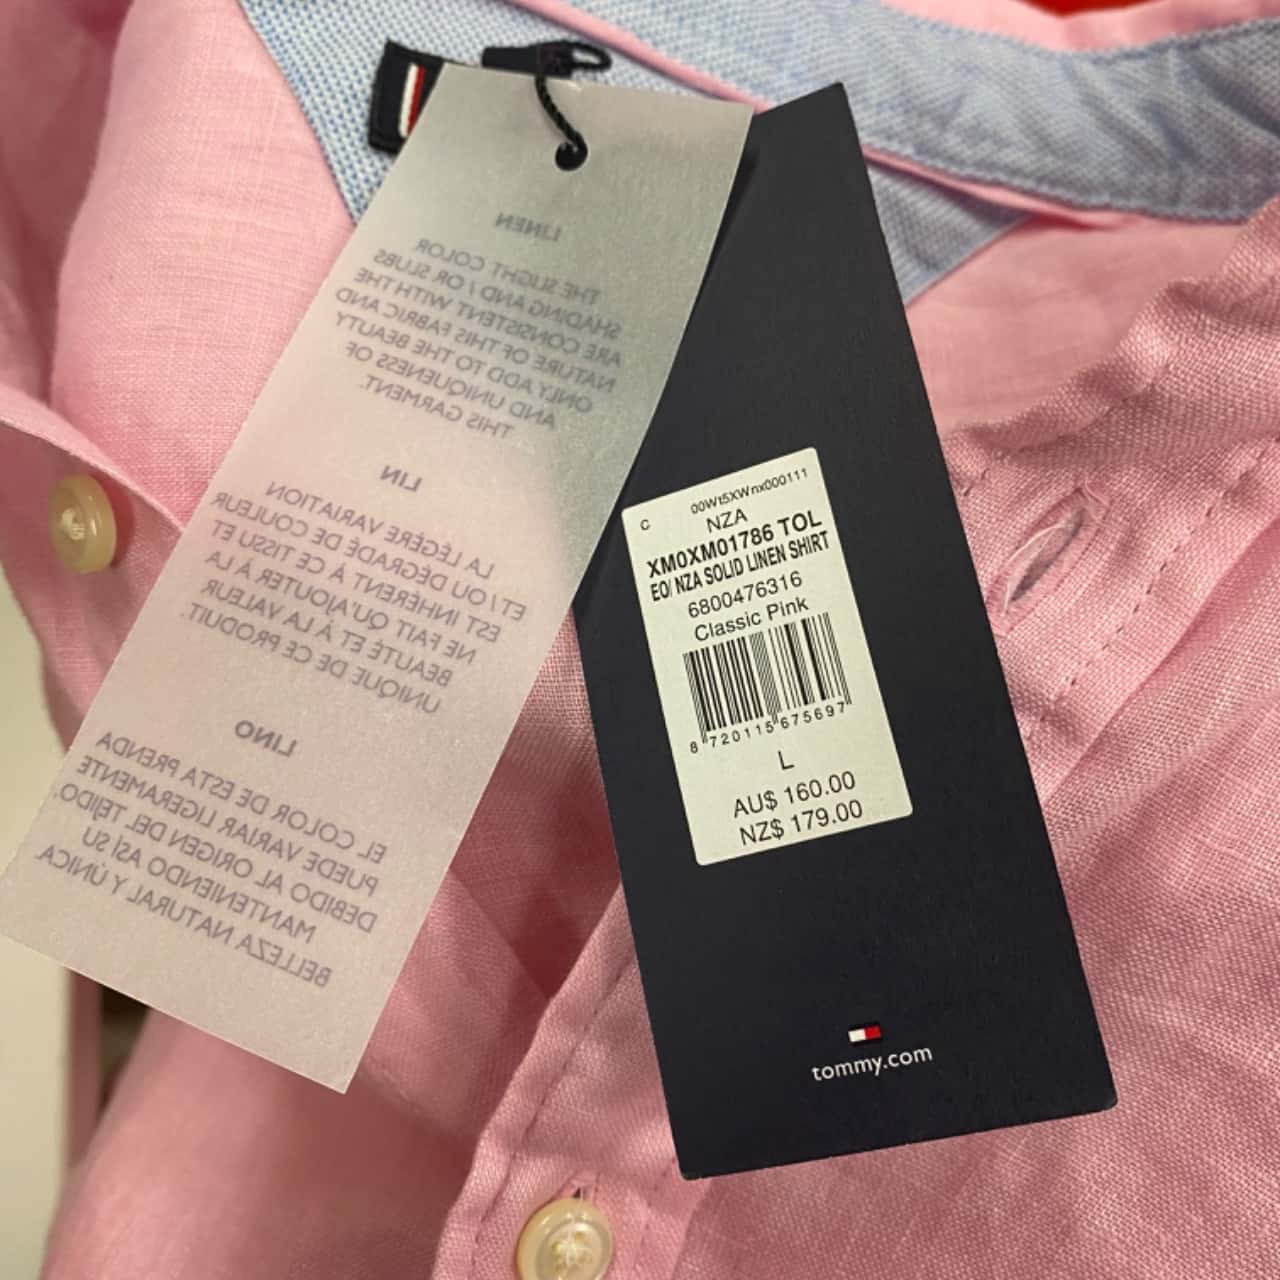 LINEN
THE SLIGHT COLOR
SHADING AND / OR SLUBS
ARE CONSISTENT WITH THE
NATURE OF THIS FABRIC AND
ONLY ADD TO THE BEAUTY
AND UNIQUENESS OF
THIS GARMENT.
LIN
LA LÉGÈRE VARIATION
ET / OU DÉGRADÉ DE COULEUR
EST INHÉRENT À CE TISSU ET
NE FAIT QU'AJOUTER À LA
BEAUTÉ ET À LA VALEUR
UNIQUE DE CE PRODUIT.
LINO
EL COLOR DE ESTA PRENDA
PUEDE VARIAR LIGERAMENTE
DEBIDO AL ORIGEN DEL TEJIDO,
MANTENIENDO ASÍ SU
BELLEZA NATURAL Y ÚNICA.
C 00Wt5XWnx000111
NZA
XM0XM01786 TOL
EO/ NZA SOLID LINEN SHIRT
6800476316
Classic Pink
8 720115 675697
L
AU$ 160.00
NZ$ 179.00
tommy.com